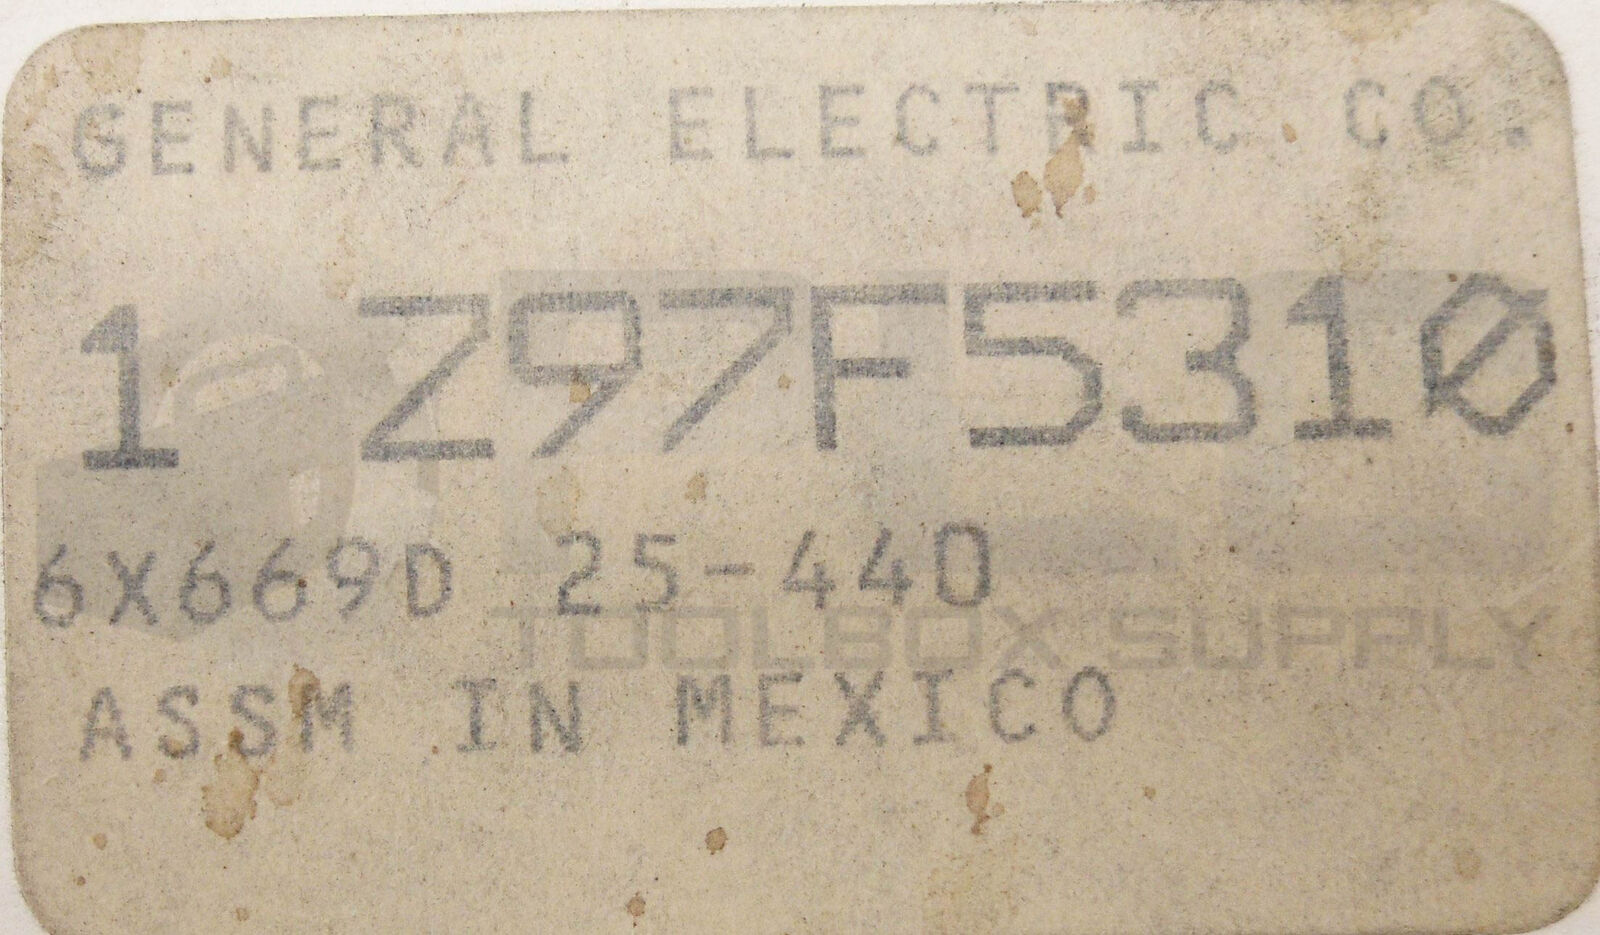 GENERAL ELECTRIC CO.
1 Z97F5310
6X669D 25-440
TOOLBOX SUPPLY
ASSM IN MEXICO